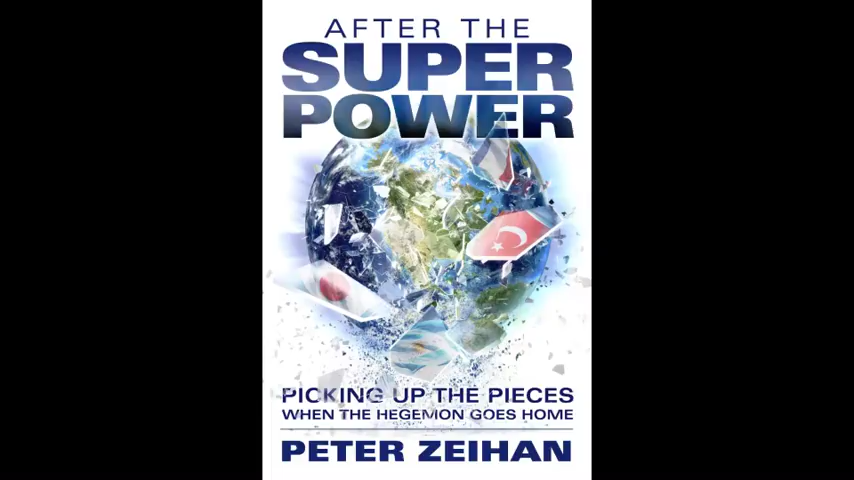 AFTER THE
SUPER
POWER
PICKING UP THE PIECES
WHEN THE HEGEMON GOES HOME
PETER ZEIHAN